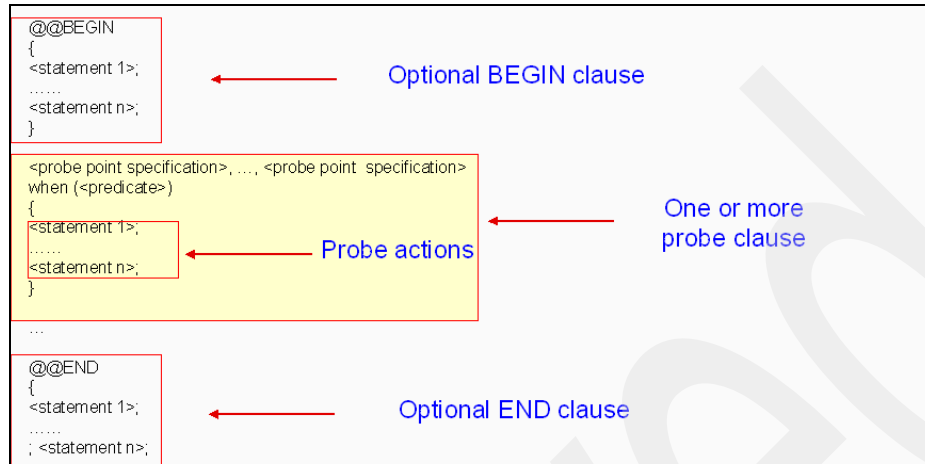 @@BEGIN
{
<statement 1>;
……
<statement n>;
}
Optional BEGIN clause
<probe point specification>, …, <probe point specification>
when (<predicate>)
{
<statement 1>;
……
<statement n>;
}
Probe actions
One or more
probe clause
…
@@END
{
<statement 1>;
……
; <statement n>;
Optional END clause